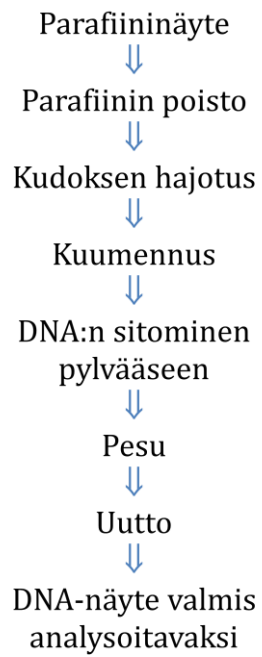 Parafiininäyte
⇓
Parafiinin poisto
⇓
Kudoksen hajotus
⇓
Kuumennus
⇓
DNA:n sitominen
pylvääseen
⇓
Pesu
⇓
Uutto
⇓
DNA-näyte valmis
analysoitavaksi